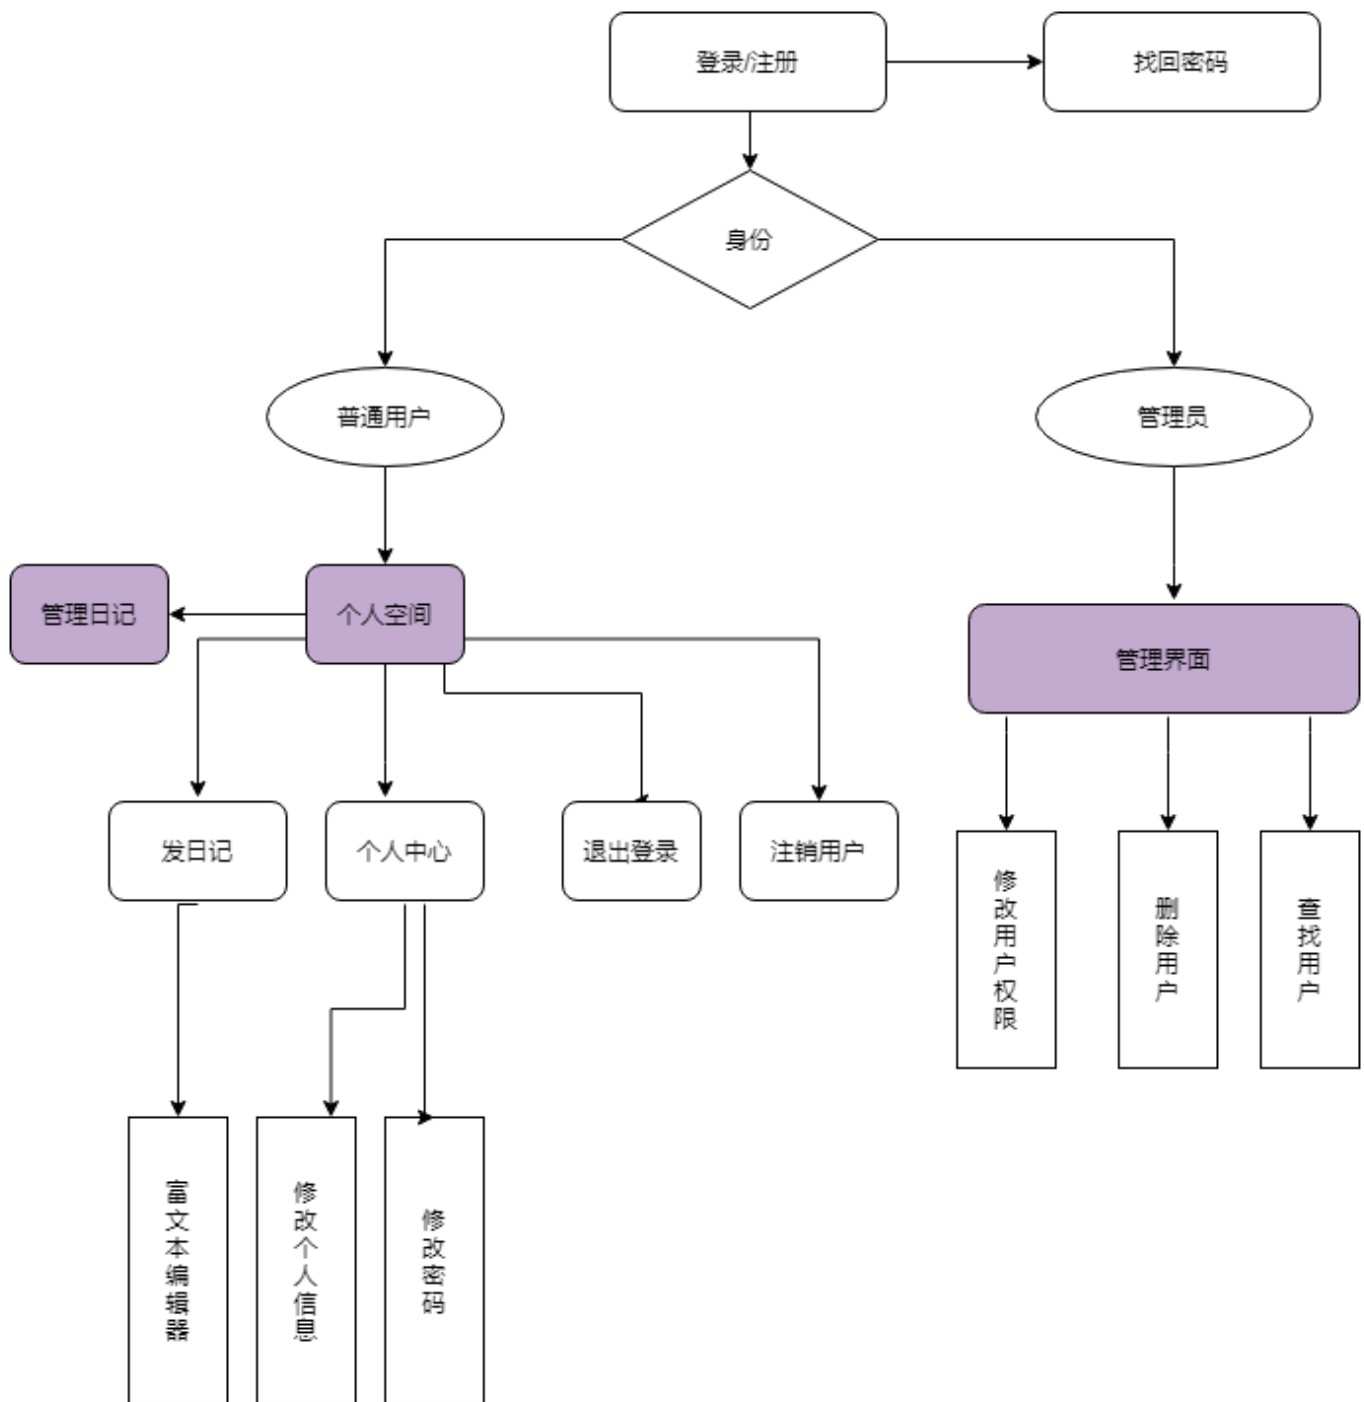 登录/注册
找回密码
身份
普通用户
管理员
管理日记
个人空间
管理界面
发日记
个人中心
退出登录
注销用户
修改用户权限
删除用户
查找用户
富文本编辑器
修改个人信息
修改密码